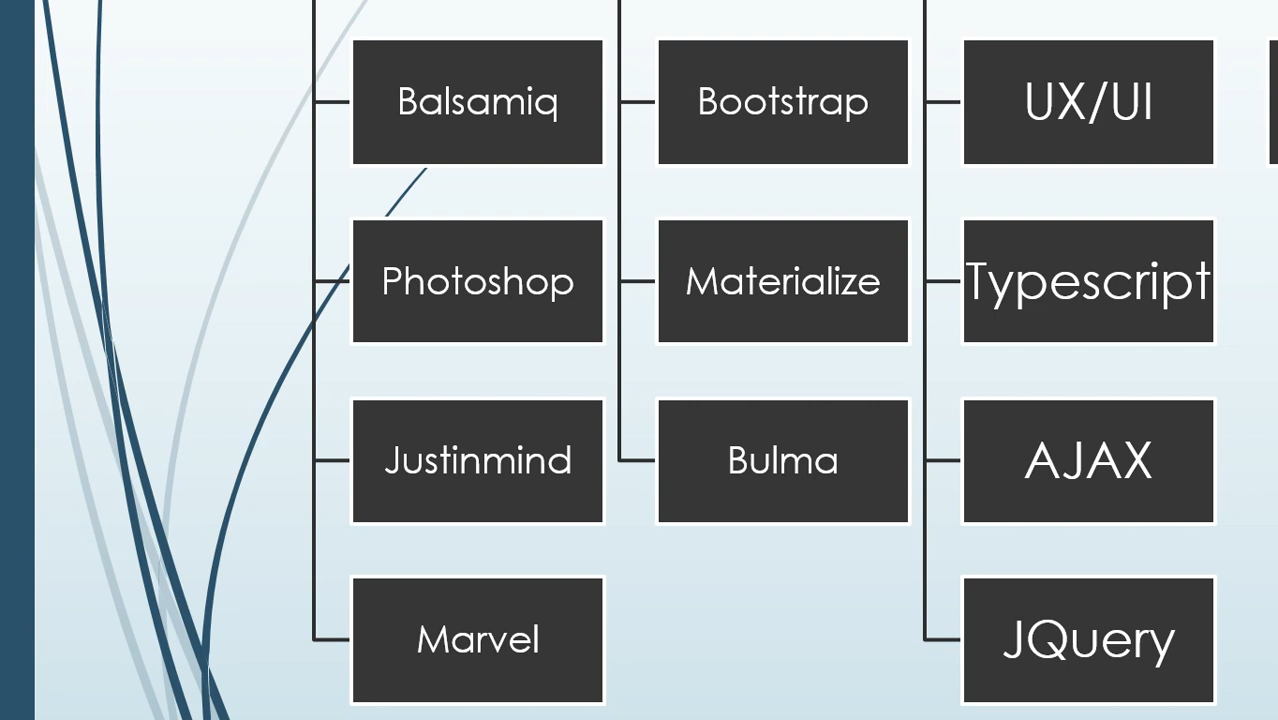 Balsamiq
Bootstrap
UX/UI
Photoshop
Materialize
Typescript
Justinmind
Bulma
AJAX
Marvel
JQuery